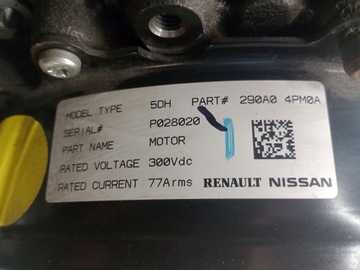 MODEL TYPE 5DH PART# 290A0 4PM0A
SERIAL# P028020
PART NAME MOTOR
RATED VOLTAGE 300Vdc
RATED CURRENT 77Arms RENAULT NISSAN